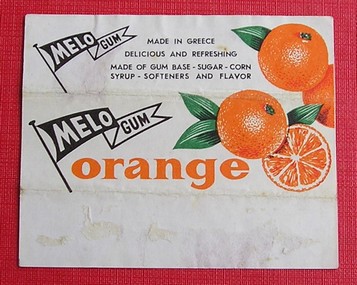 MELO GUM
MADE IN GREECE
DELICIOUS AND REFRESHING
MADE OF GUM BASE - SUGAR - CORN
SYRUP - SOFTENERS AND FLAVOR
MELO GUM
orange